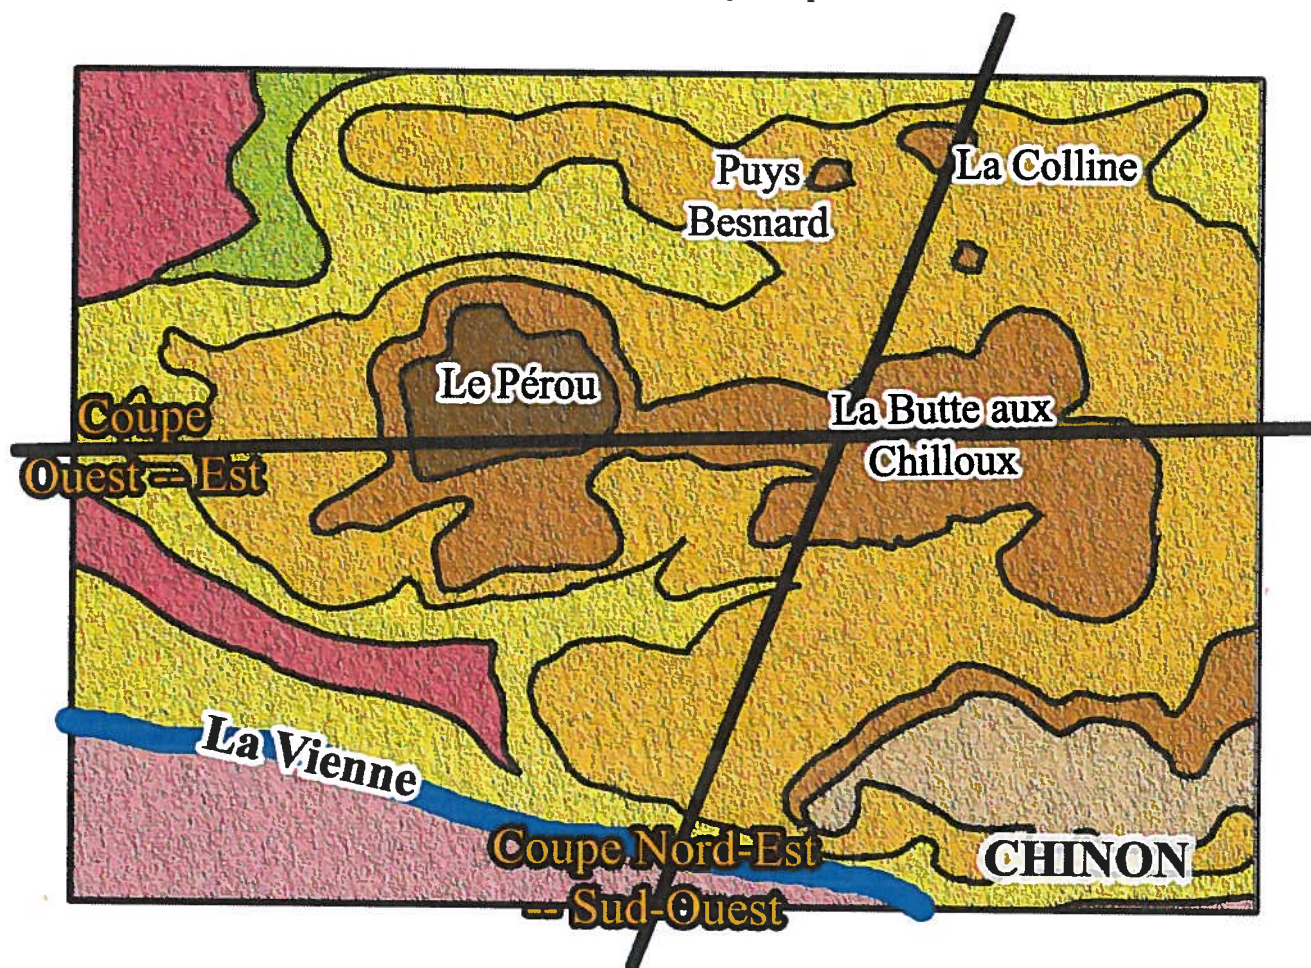 Puys
Besnard
La Colline
Le Pérou
Coupe
Ouest -- Est
La Butte aux
Chilloux
La Vienne
Coupe Nord-Est
-- Sud-Ouest
CHINON